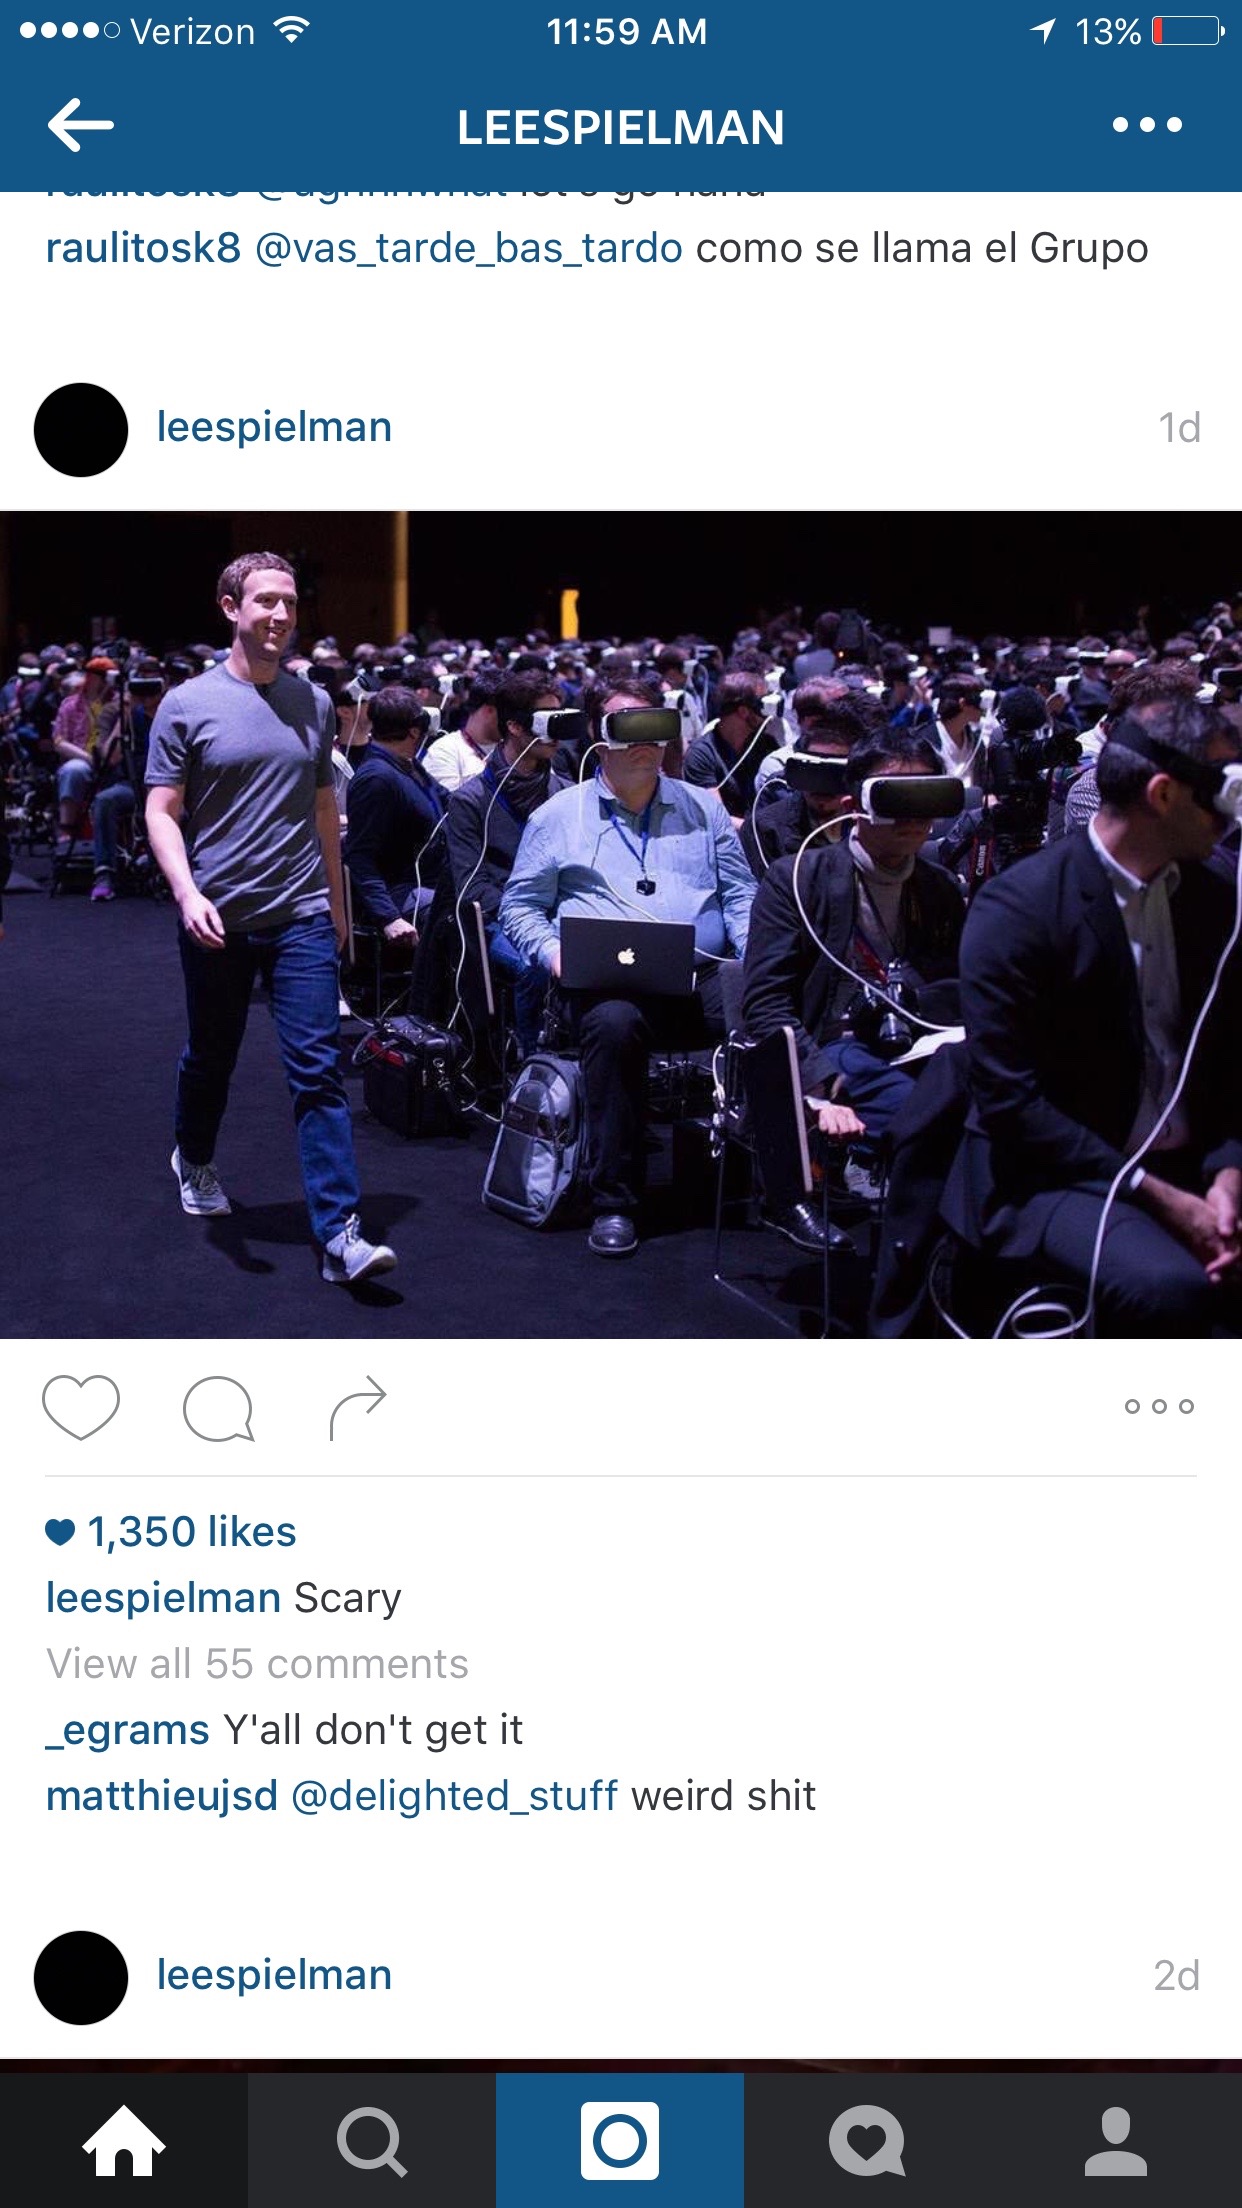 Verizon 11:59 AM 13%
LEESPIELMAN
raulitosk8 @vas_tarde_bas_tardo como se llama el Grupo
leespielman 1d
Canon
1,350 likes
leespielman Scary
View all 55 comments
_egrams Y'all don't get it
matthieujsd @delighted_stuff weird shit
leespielman 2d